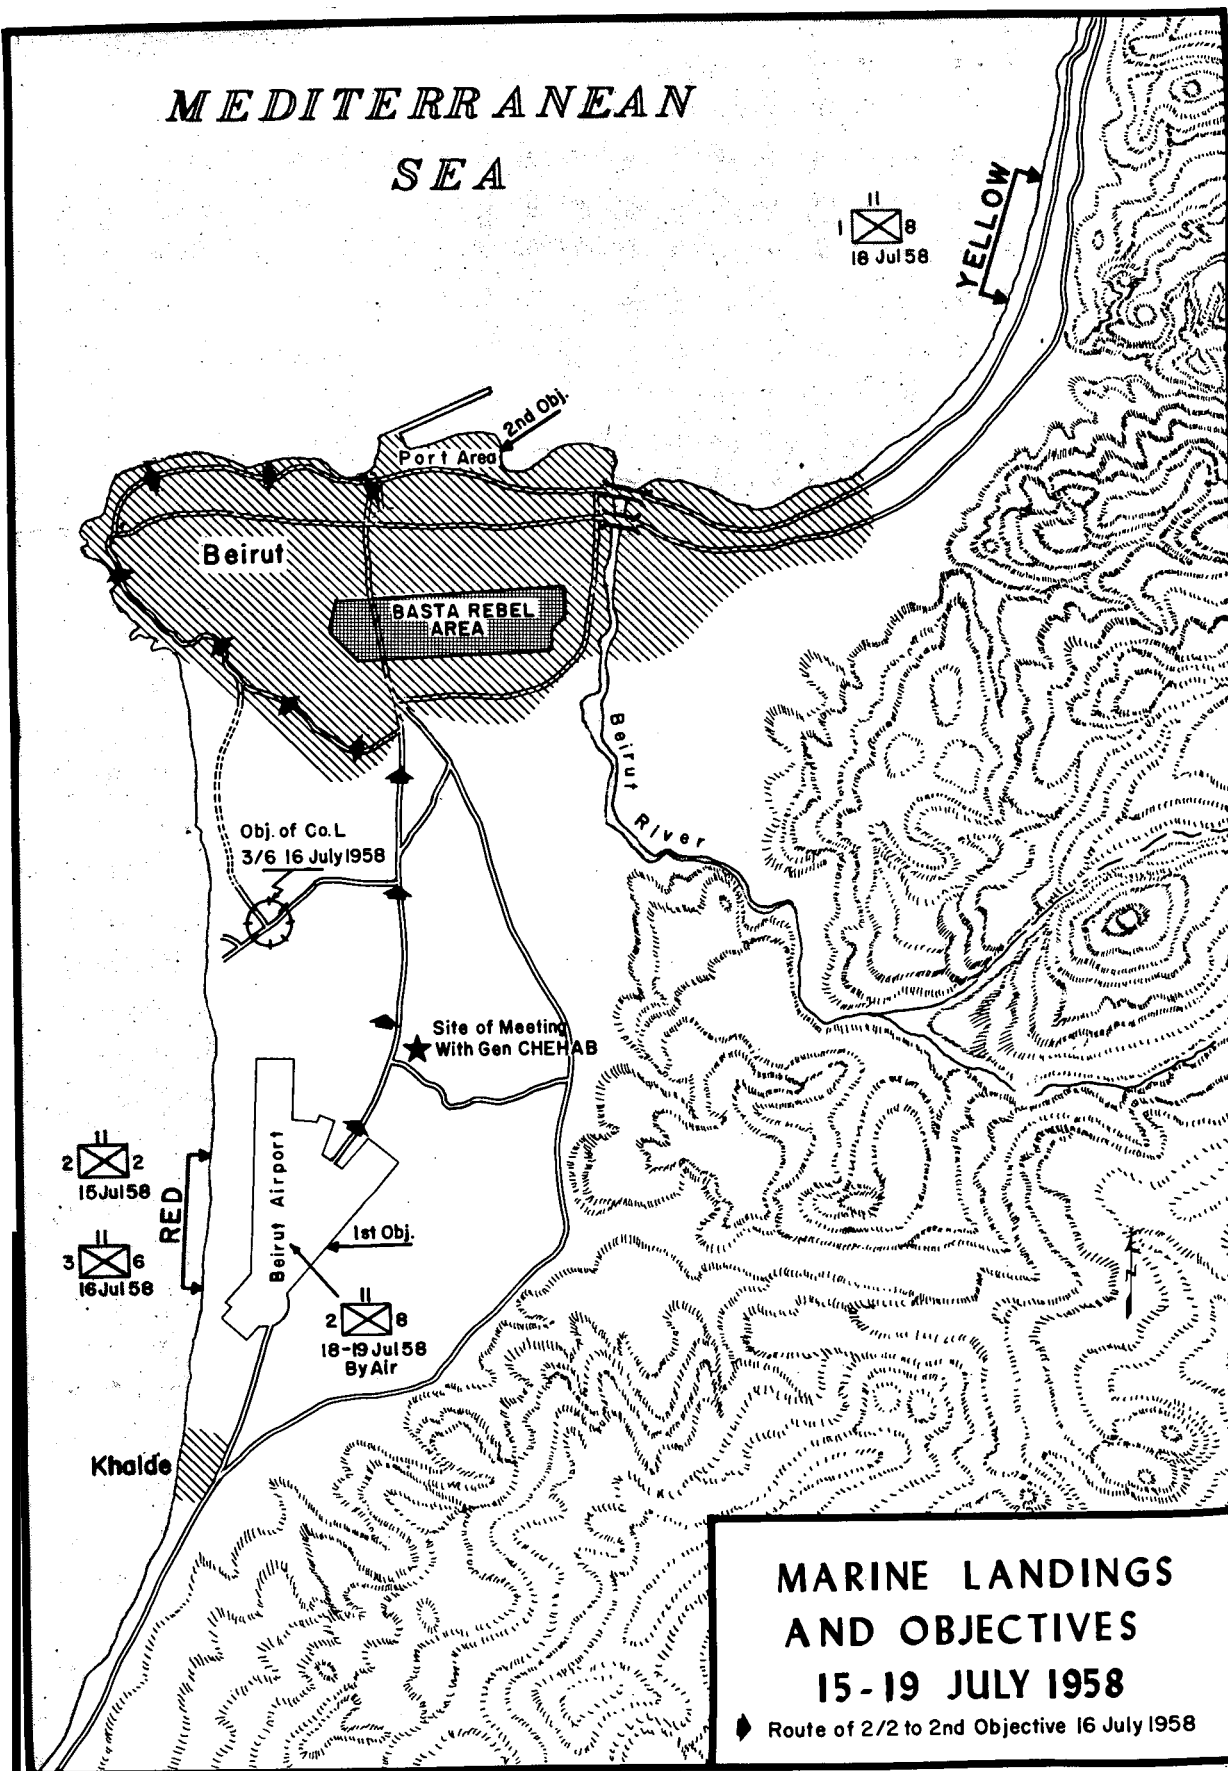 MEDITERRANEAN
SEA
YELLOW
II
1 8
18 Jul 58
2nd Obj.
Port Area
Beirut
BASTA REBEL
AREA
Beirut
River
Obj. of Co. L
3/6 16 July 1958
Site of Meeting
With Gen CHEHAB
II
2 2
15 Jul 58
RED
II
3 6
16 Jul 58
Beirut Airport
1st Obj.
II
2 8
18-19 Jul 58
By Air
Khalde
MARINE LANDINGS
AND OBJECTIVES
15-19 JULY 1958
Route of 2/2 to 2nd Objective 16 July 1958